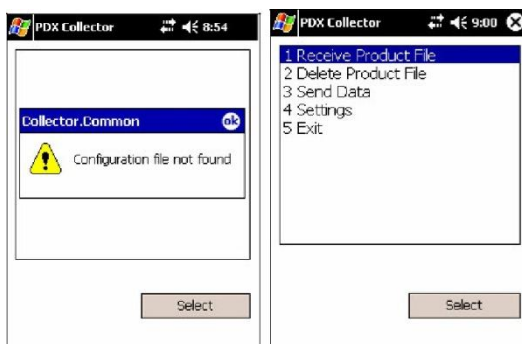 PDX Collector 8:54
Collector.Common ok
Configuration file not found
Select
PDX Collector 9:00
1 Receive Product File
2 Delete Product File
3 Send Data
4 Settings
5 Exit
Select